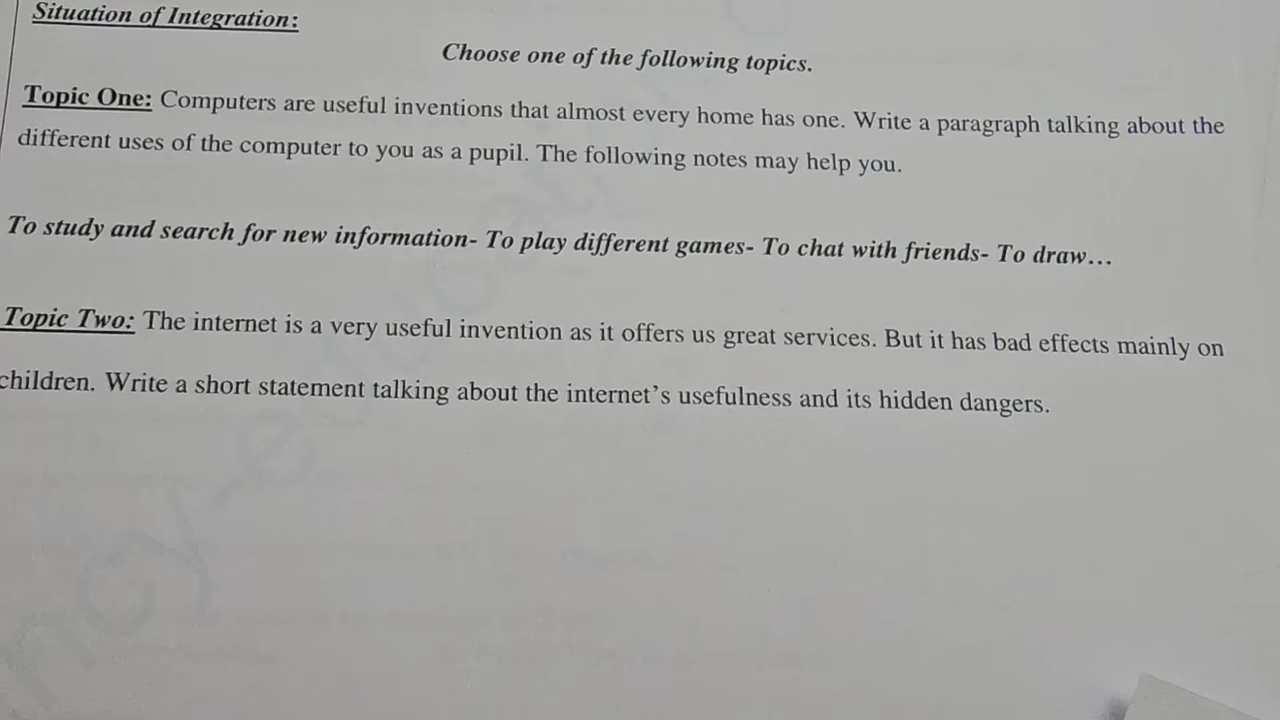 Situation of Integration:
Choose one of the following topics.
Topic One: Computers are useful inventions that almost every home has one. Write a paragraph talking about the
different uses of the computer to you as a pupil. The following notes may help you.
To study and search for new information- To play different games- To chat with friends- To draw…
Topic Two: The internet is a very useful invention as it offers us great services. But it has bad effects mainly on
children. Write a short statement talking about the internet’s usefulness and its hidden dangers.